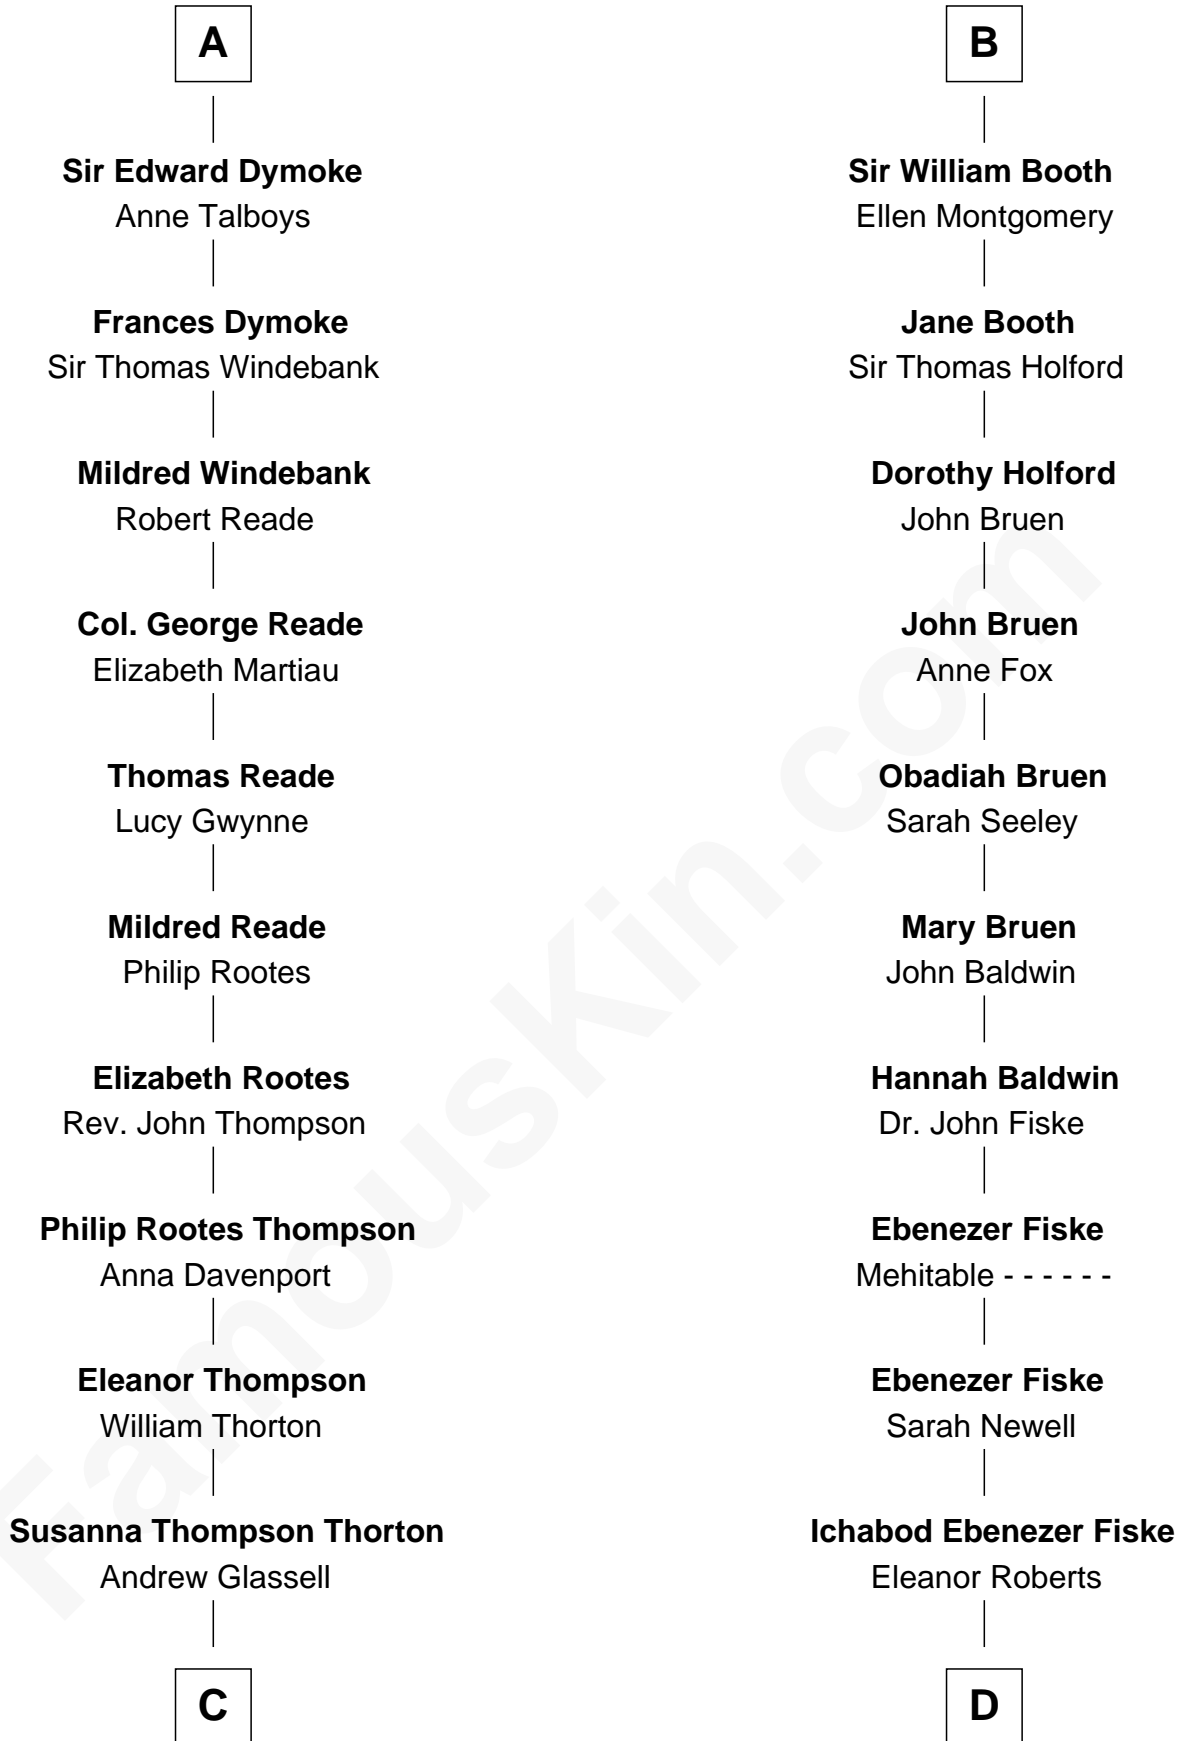 A
Sir Edward Dymoke
Anne Talboys
Frances Dymoke
Sir Thomas Windebank
Mildred Windebank
Robert Reade
Col. George Reade
Elizabeth Martiau
Thomas Reade
Lucy Gwynne
Mildred Reade
Philip Rootes
Elizabeth Rootes
Rev. John Thompson
Philip Rootes Thompson
Anna Davenport
Eleanor Thompson
William Thorton
Susanna Thompson Thorton
Andrew Glassell
C
B
Sir William Booth
Ellen Montgomery
Jane Booth
Sir Thomas Holford
Dorothy Holford
John Bruen
John Bruen
Anne Fox
Obadiah Bruen
Sarah Seeley
Mary Bruen
John Baldwin
Hannah Baldwin
Dr. John Fiske
Ebenezer Fiske
Mehitable - - - - - -
Ebenezer Fiske
Sarah Newell
Ichabod Ebenezer Fiske
Eleanor Roberts
D
FamousKin.com